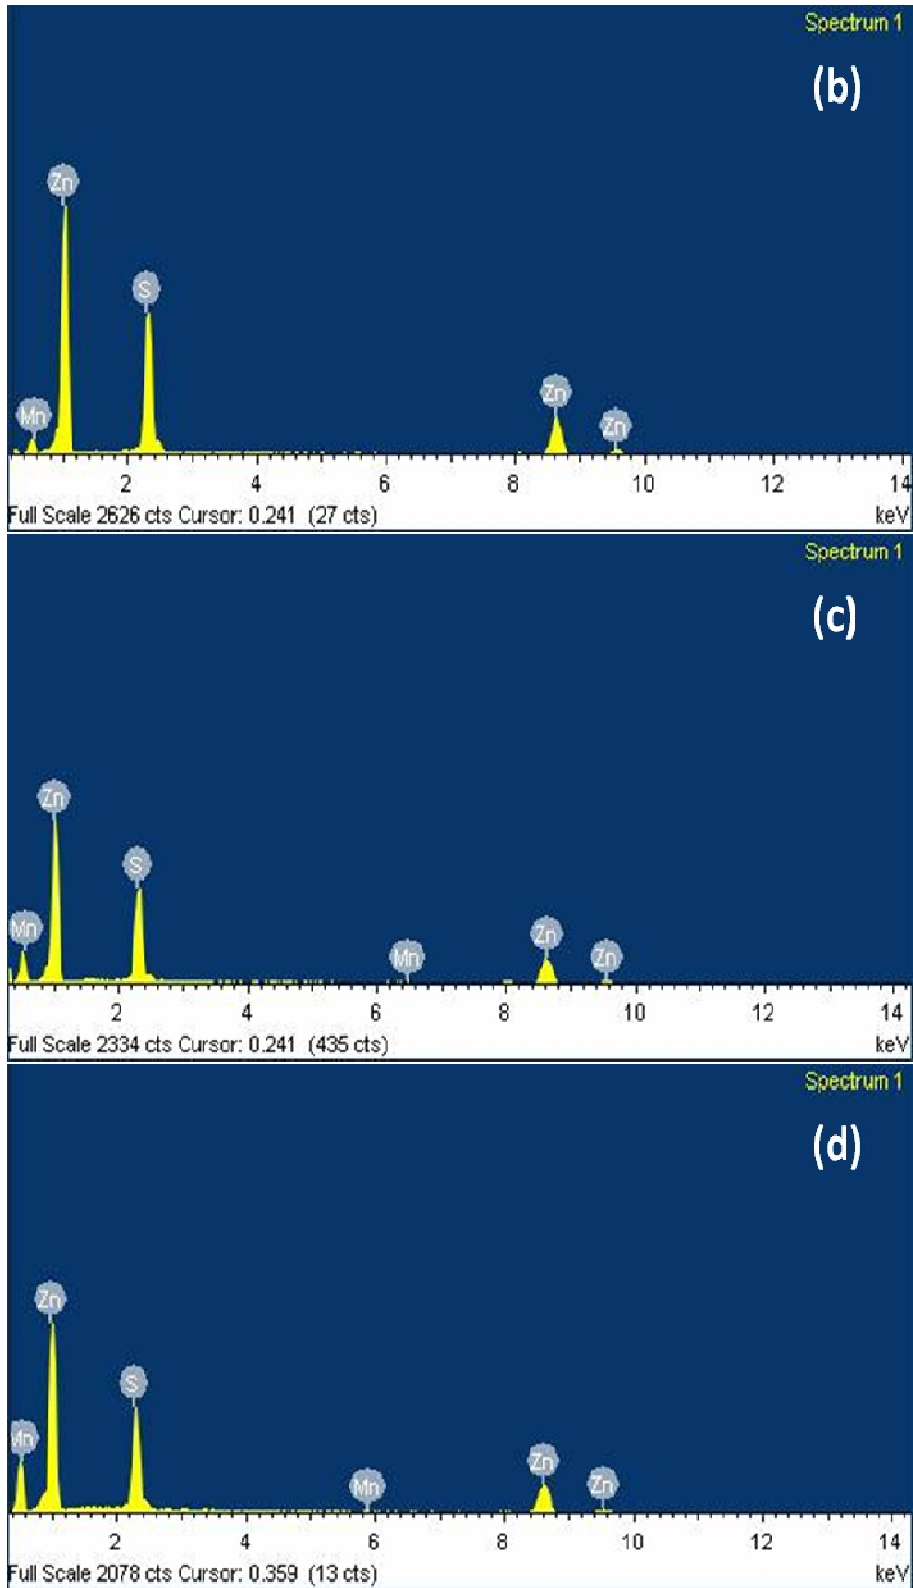 Spectrum 1
(b)
Zn
S
Mn
Zn
Zn
2 4 6 8 10 12 14
Full Scale 2626 cts Cursor: 0.241 (27 cts) keV
Spectrum 1
(c)
Zn
S
Mn
Mn
Zn
Zn
2 4 6 8 10 12 14
Full Scale 2334 cts Cursor: 0.241 (435 cts) keV
Spectrum 1
(d)
Zn
S
Mn
Mn
Zn
Zn
2 4 6 8 10 12 14
Full Scale 2078 cts Cursor: 0.359 (13 cts) keV